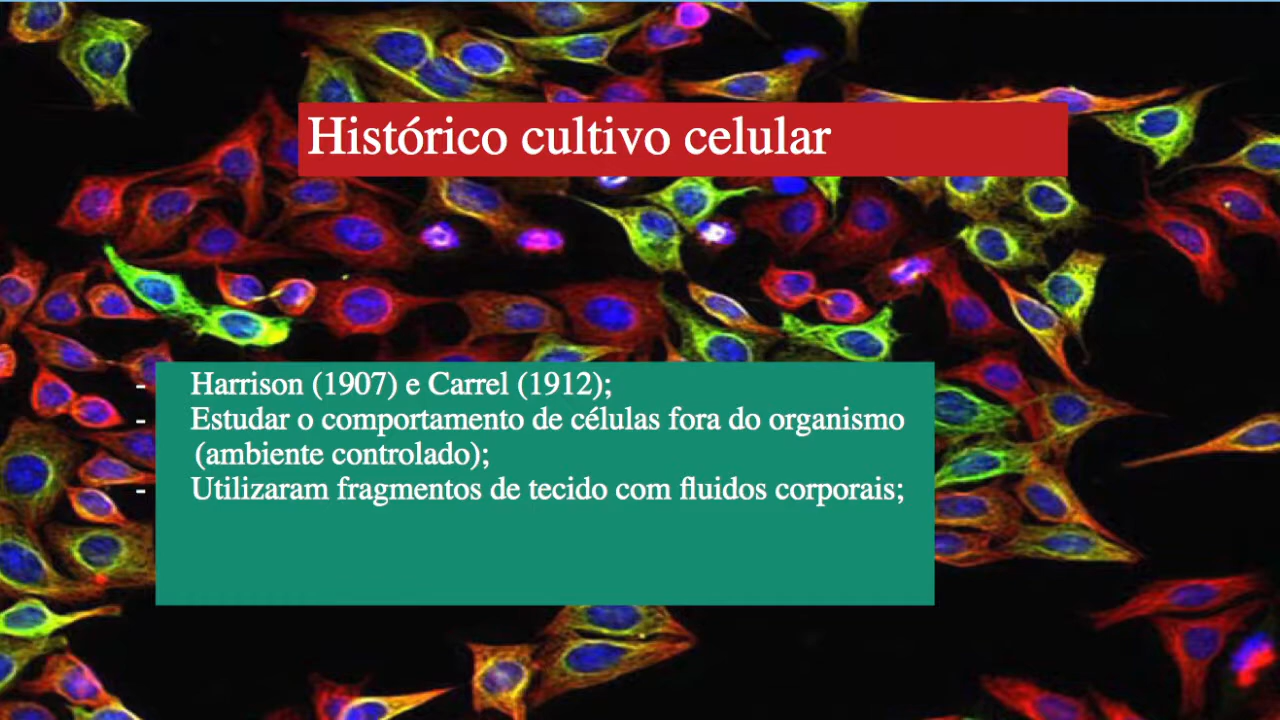 Histórico cultivo celular
- Harrison (1907) e Carrel (1912);
- Estudar o comportamento de células fora do organismo
(ambiente controlado);
- Utilizaram fragmentos de tecido com fluidos corporais;